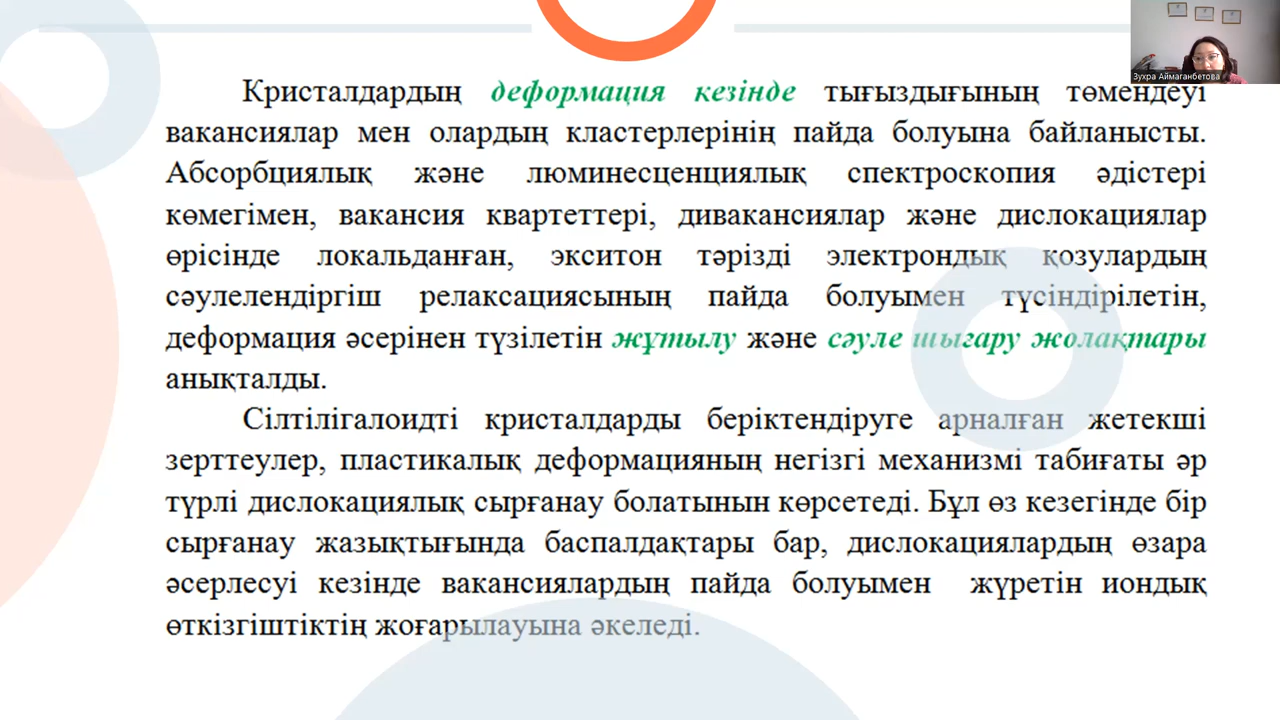 Зухра Аймаганбетова
Кристалдардың деформация кезінде тығыздығының төмендеуі
вакансиялар мен олардың кластерлерінің пайда болуына байланысты.
Абсорбциялық және люминесценциялық спектроскопия әдістері
көмегімен, вакансия квартеттері, дивакансиялар және дислокациялар
өрісінде локальданған, экситон тәрізді электрондық қозулардың
сәулелендіргіш релаксациясының пайда болуымен түсіндірілетін,
деформация әсерінен түзілетін жұтылу және сәуле шығару жолақтары
анықталды.
Сілтілігалоидті кристалдарды беріктендіруге арналған жетекші
зерттеулер, пластикалық деформацияның негізгі механизмі табиғаты әр
түрлі дислокациялық сырғанау болатынын көрсетеді. Бұл өз кезегінде бір
сырғанау жазықтығында баспалдақтары бар, дислокациялардың өзара
әсерлесуі кезінде вакансиялардың пайда болуымен жүретін иондық
өткізгіштіктің жоғарылауына әкеледі.